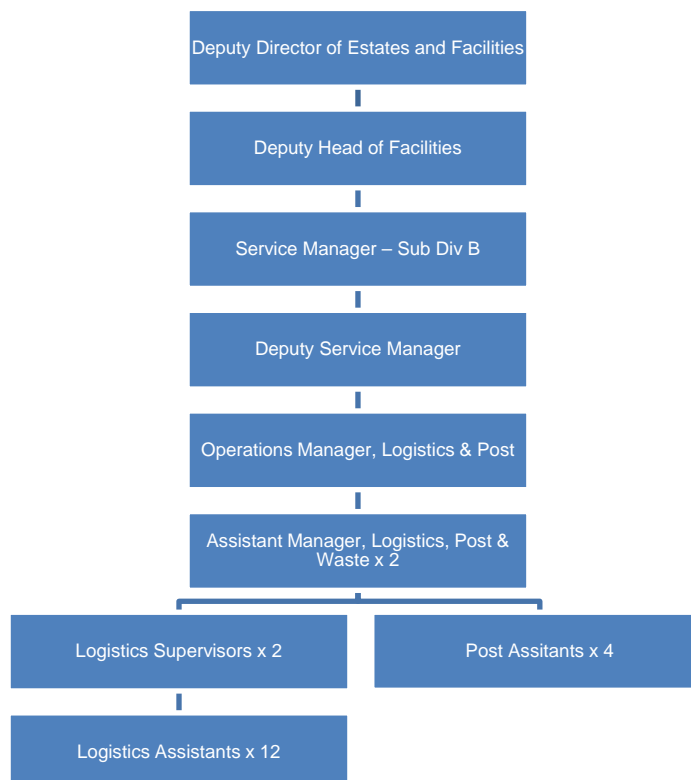 Deputy Director of Estates and Facilities
Deputy Head of Facilities
Service Manager – Sub Div B
Deputy Service Manager
Operations Manager, Logistics & Post
Assistant Manager, Logistics, Post &
Waste x 2
Logistics Supervisors x 2
Post Assitants x 4
Logistics Assistants x 12